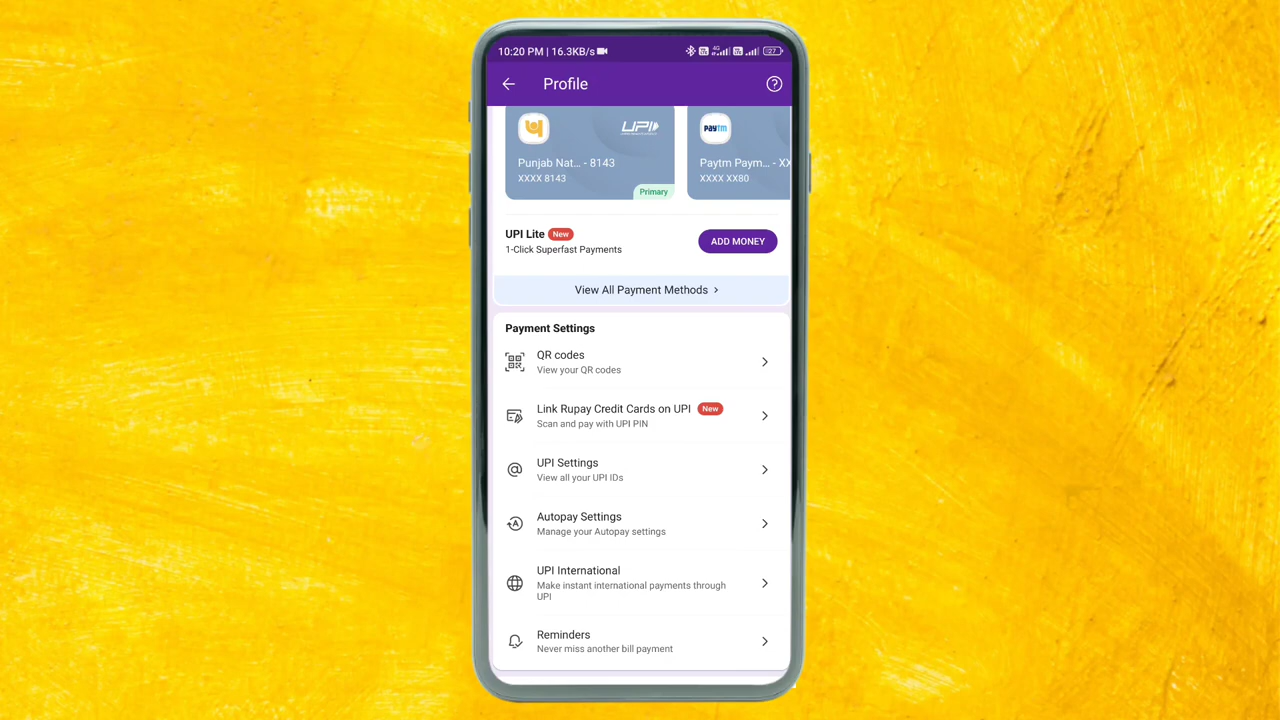 10:20 PM | 16.3KB/s
4G
27
Profile
?
UPI
Punjab Nat... - 8143
XXXX 8143
Primary
Paytm
Paytm Paym... - XX
XXXX XX80
UPI Lite New
1-Click Superfast Payments
ADD MONEY
View All Payment Methods >
Payment Settings
QR codes
View your QR codes
Link Rupay Credit Cards on UPI New
Scan and pay with UPI PIN
UPI Settings
View all your UPI IDs
Autopay Settings
Manage your Autopay settings
UPI International
Make instant international payments through
UPI
Reminders
Never miss another bill payment